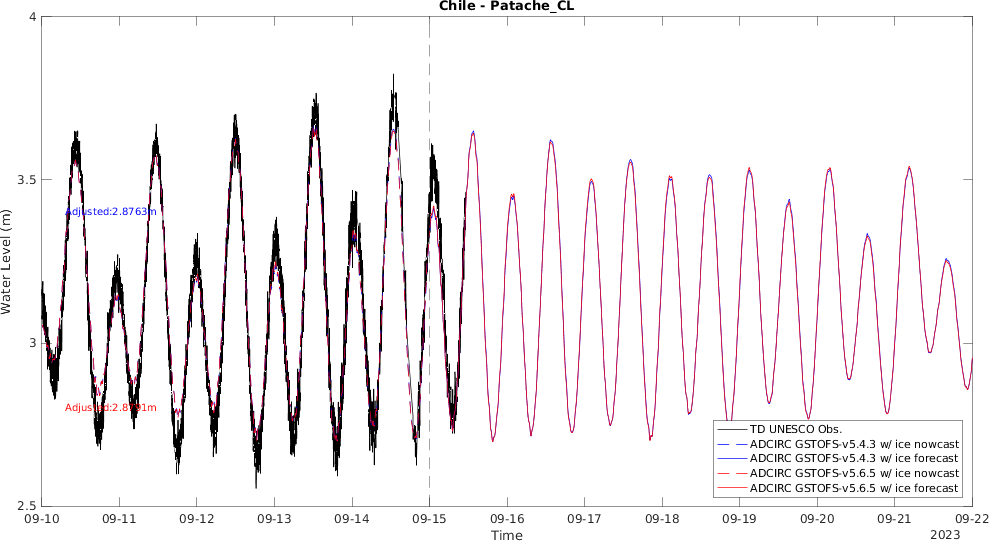 Chile - Patache_CL
4
3.5
3
2.5
Water Level (m)
Adjusted:2.8763m
TD UNESCO Obs.
ADCIRC GSTOFS-v5.4.3 w/ ice nowcast
ADCIRC GSTOFS-v5.4.3 w/ ice forecast
ADCIRC GSTOFS-v5.6.5 w/ ice nowcast
ADCIRC GSTOFS-v5.6.5 w/ ice forecast
09-10 09-11 09-12 09-13 09-14 09-15 09-16 09-17 09-18 09-19 09-20 09-21 09-22
Time
2023